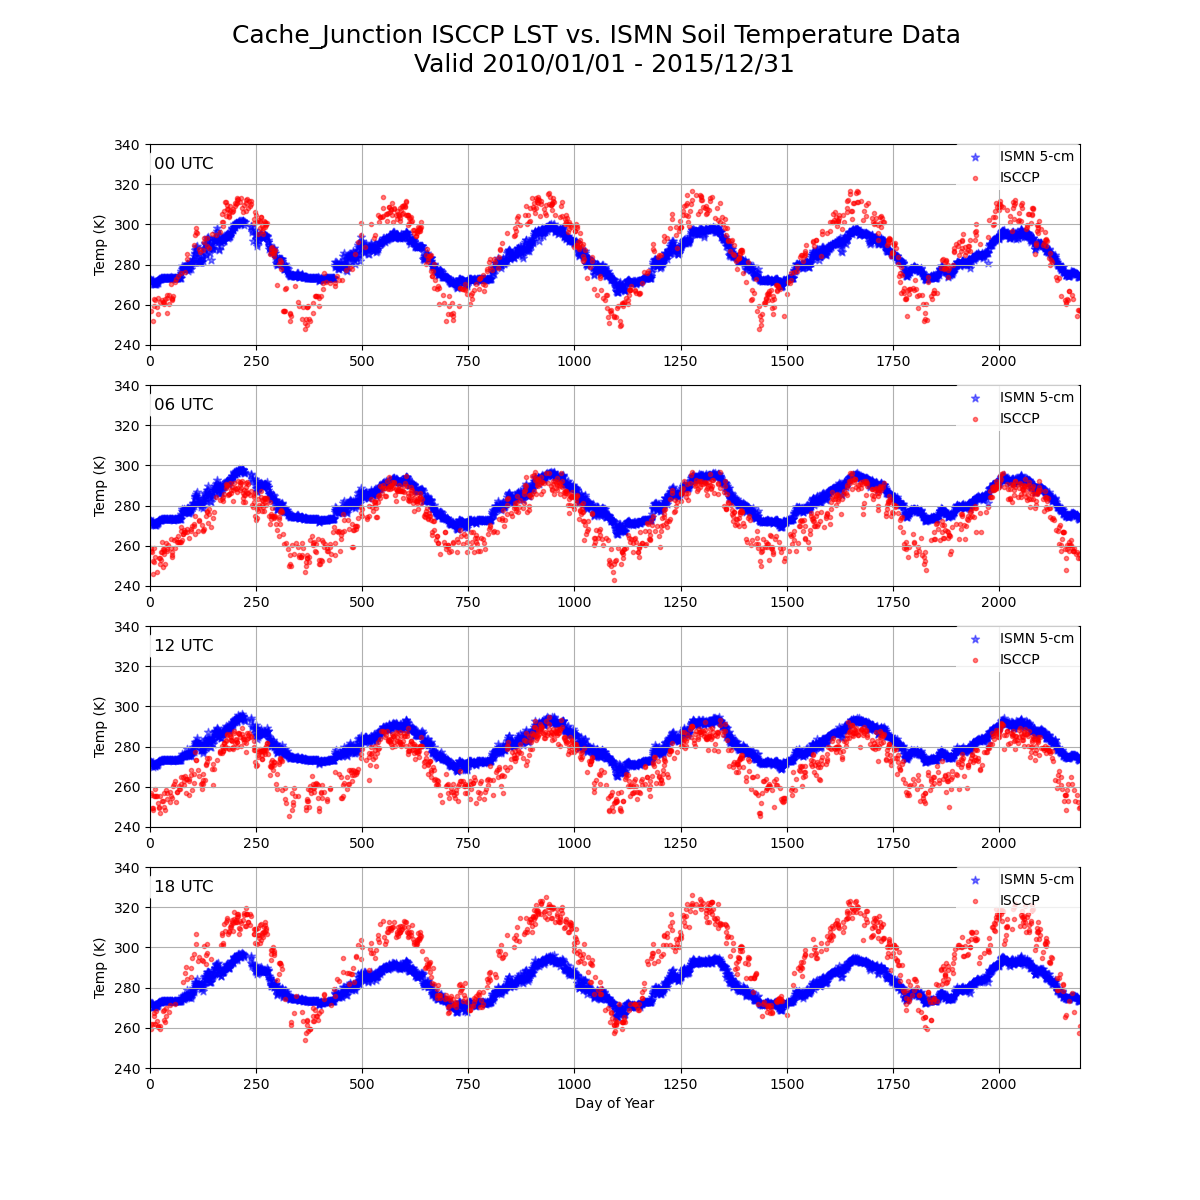 Cache_Junction ISCCP LST vs. ISMN Soil Temperature Data
Valid 2010/01/01 - 2015/12/31
340
320
300
280
260
240
Temp (K)
00 UTC
ISMN 5-cm
ISCCP
0 250 500 750 1000 1250 1500 1750 2000
340
320
300
280
260
240
Temp (K)
06 UTC
ISMN 5-cm
ISCCP
0 250 500 750 1000 1250 1500 1750 2000
340
320
300
280
260
240
Temp (K)
12 UTC
ISMN 5-cm
ISCCP
0 250 500 750 1000 1250 1500 1750 2000
340
320
300
280
260
240
Temp (K)
18 UTC
ISMN 5-cm
ISCCP
0 250 500 750 1000 1250 1500 1750 2000
Day of Year